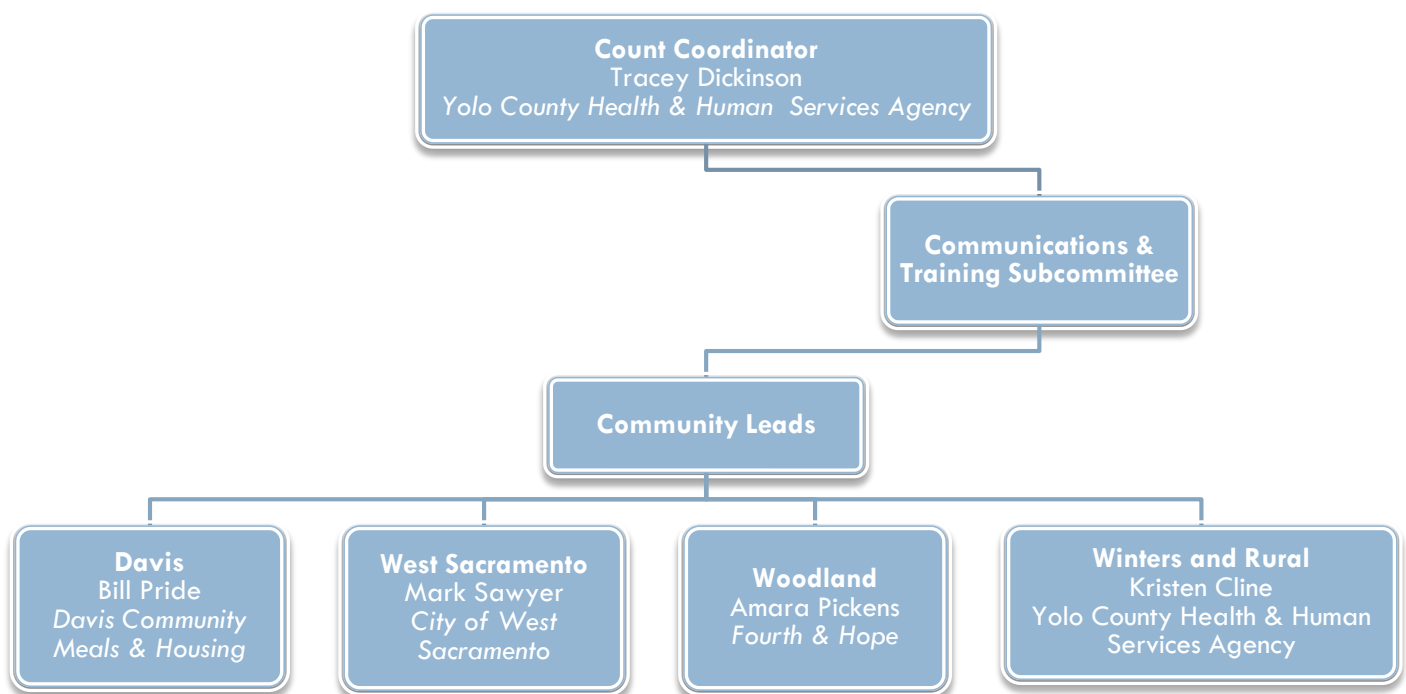 Count Coordinator
Tracey Dickinson
Yolo County Health & Human Services Agency
Communications &
Training Subcommittee
Community Leads
Davis
Bill Pride
Davis Community
Meals & Housing
West Sacramento
Mark Sawyer
City of West
Sacramento
Woodland
Amara Pickens
Fourth & Hope
Winters and Rural
Kristen Cline
Yolo County Health & Human
Services Agency